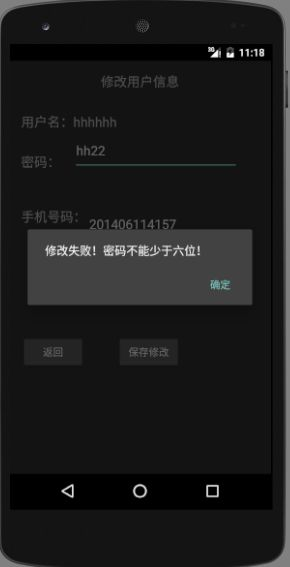 3G 11:18
修改用户信息
用户名：hhhhhh
密码： hh22
手机号码： 201406114157
修改失败！密码不能少于六位！
确定
返回 保存修改